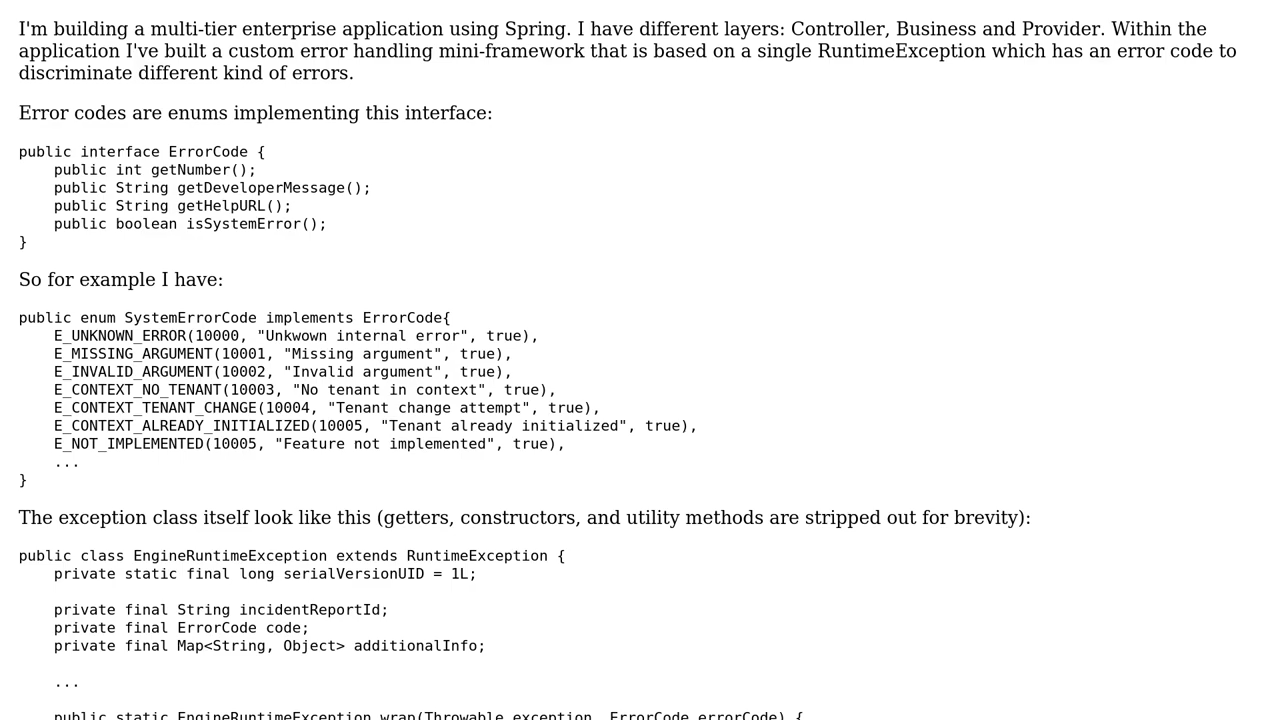 I'm building a multi-tier enterprise application using Spring. I have different layers: Controller, Business and Provider. Within the
application I've built a custom error handling mini-framework that is based on a single RuntimeException which has an error code to
discriminate different kind of errors.
Error codes are enums implementing this interface:
public interface ErrorCode {
    public int getNumber();
    public String getDeveloperMessage();
    public String getHelpURL();
    public boolean isSystemError();
}
So for example I have:
public enum SystemErrorCode implements ErrorCode{
    E_UNKNOWN_ERROR(10000, "Unkwown internal error", true),
    E_MISSING_ARGUMENT(10001, "Missing argument", true),
    E_INVALID_ARGUMENT(10002, "Invalid argument", true),
    E_CONTEXT_NO_TENANT(10003, "No tenant in context", true),
    E_CONTEXT_TENANT_CHANGE(10004, "Tenant change attempt", true),
    E_CONTEXT_ALREADY_INITIALIZED(10005, "Tenant already initialized", true),
    E_NOT_IMPLEMENTED(10005, "Feature not implemented", true),
    ...
}
The exception class itself look like this (getters, constructors, and utility methods are stripped out for brevity):
public class EngineRuntimeException extends RuntimeException {
    private static final long serialVersionUID = 1L;
    private final String incidentReportId;
    private final ErrorCode code;
    private final Map<String, Object> additionalInfo;
    ...
    public static EngineRuntimeException wrap(Throwable exception, ErrorCode errorCode) {